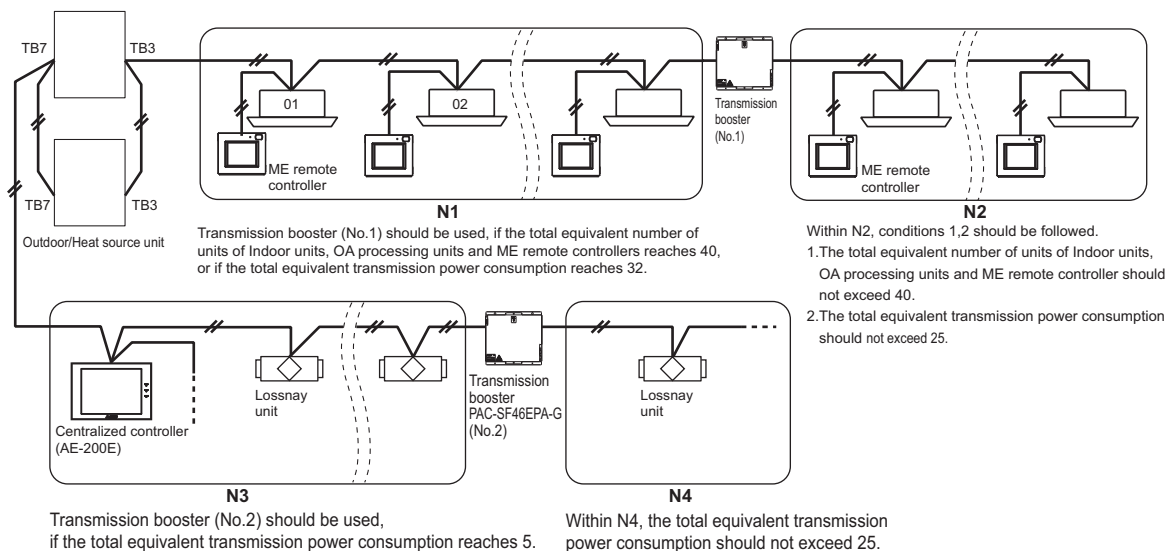 TB7
TB3
TB7
TB3
Outdoor/Heat source unit
01
02
ME remote
controller
N1
Transmission booster (No.1) should be used, if the total equivalent number of
units of Indoor units, OA processing units and ME remote controllers reaches 40,
or if the total equivalent transmission power consumption reaches 32.
Transmission
booster
(No.1)
ME remote
controller
N2
Within N2, conditions 1,2 should be followed.
1.The total equivalent number of units of Indoor units,
OA processing units and ME remote controller should
not exceed 40.
2.The total equivalent transmission power consumption
should not exceed 25.
Centralized controller
(AE-200E)
Lossnay
unit
N3
Transmission booster (No.2) should be used,
if the total equivalent transmission power consumption reaches 5.
Transmission
booster
PAC-SF46EPA-G
(No.2)
Lossnay
unit
N4
Within N4, the total equivalent transmission
power consumption should not exceed 25.